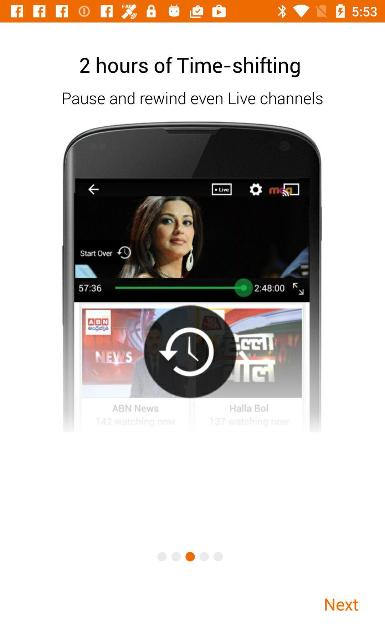 5:53
2 hours of Time-shifting
Pause and rewind even Live channels
Live
Start Over
57:36
2:48:00
ABN
NEWS
हल्ला
बोल
ABN News
Halla Bol
142 watching now
137 watching now
Next